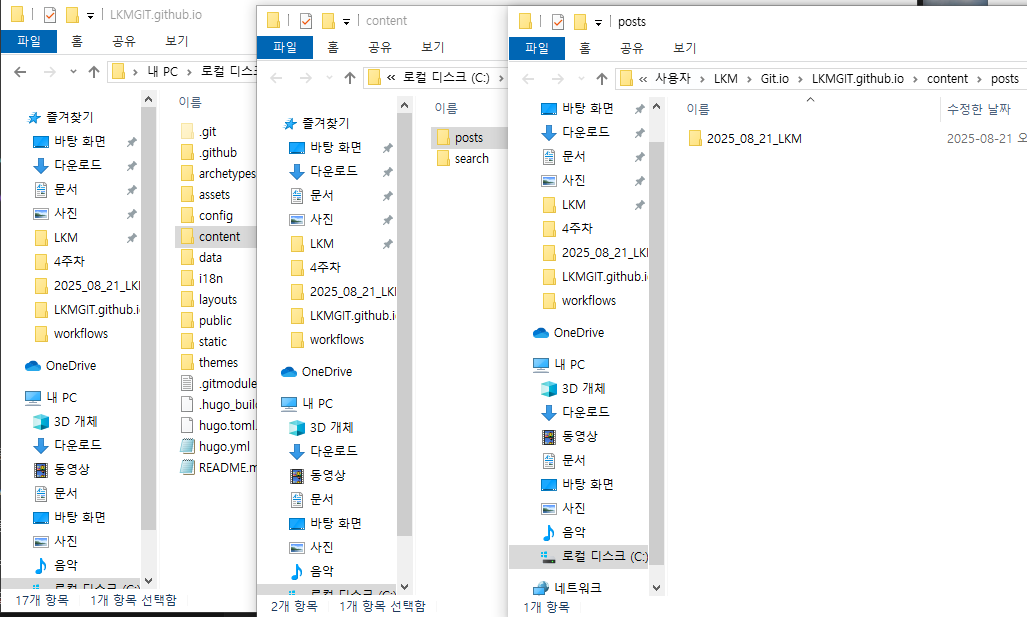 LKMGIT.github.io
파일 홈 공유 보기
내 PC 로컬 디스크
이름
즐겨찾기
바탕 화면
다운로드
문서
사진
LKM
4주차
2025_08_21_LKI
LKMGIT.github.io
workflows
OneDrive
내 PC
3D 개체
다운로드
동영상
문서
바탕 화면
사진
음악
로컬 디스크 (C:)
.git
.github
archetypes
assets
config
content
data
i18n
layouts
public
static
themes
.gitmodule
.hugo_build
hugo.toml.
hugo.yml
README.m
17개 항목 1개 항목 선택함
content
파일 홈 공유 보기
« 로컬 디스크 (C:)
이름
즐겨찾기
바탕 화면
다운로드
문서
사진
LKM
4주차
2025_08_21_LKI
LKMGIT.github.i
workflows
OneDrive
내 PC
3D 개체
다운로드
동영상
문서
바탕 화면
사진
음악
로컬 디스크 (C:)
posts
search
2개 항목 1개 항목 선택함
posts
파일 홈 공유 보기
« 사용자 LKM Git.io LKMGIT.github.io content posts
이름 수정한 날짜
바탕 화면
다운로드
문서
사진
LKM
4주차
2025_08_21_LKI
LKMGIT.github.io
workflows
OneDrive
내 PC
3D 개체
다운로드
동영상
문서
바탕 화면
사진
음악
로컬 디스크 (C:)
네트워크
2025_08_21_LKM 2025-08-21 오
1개 항목